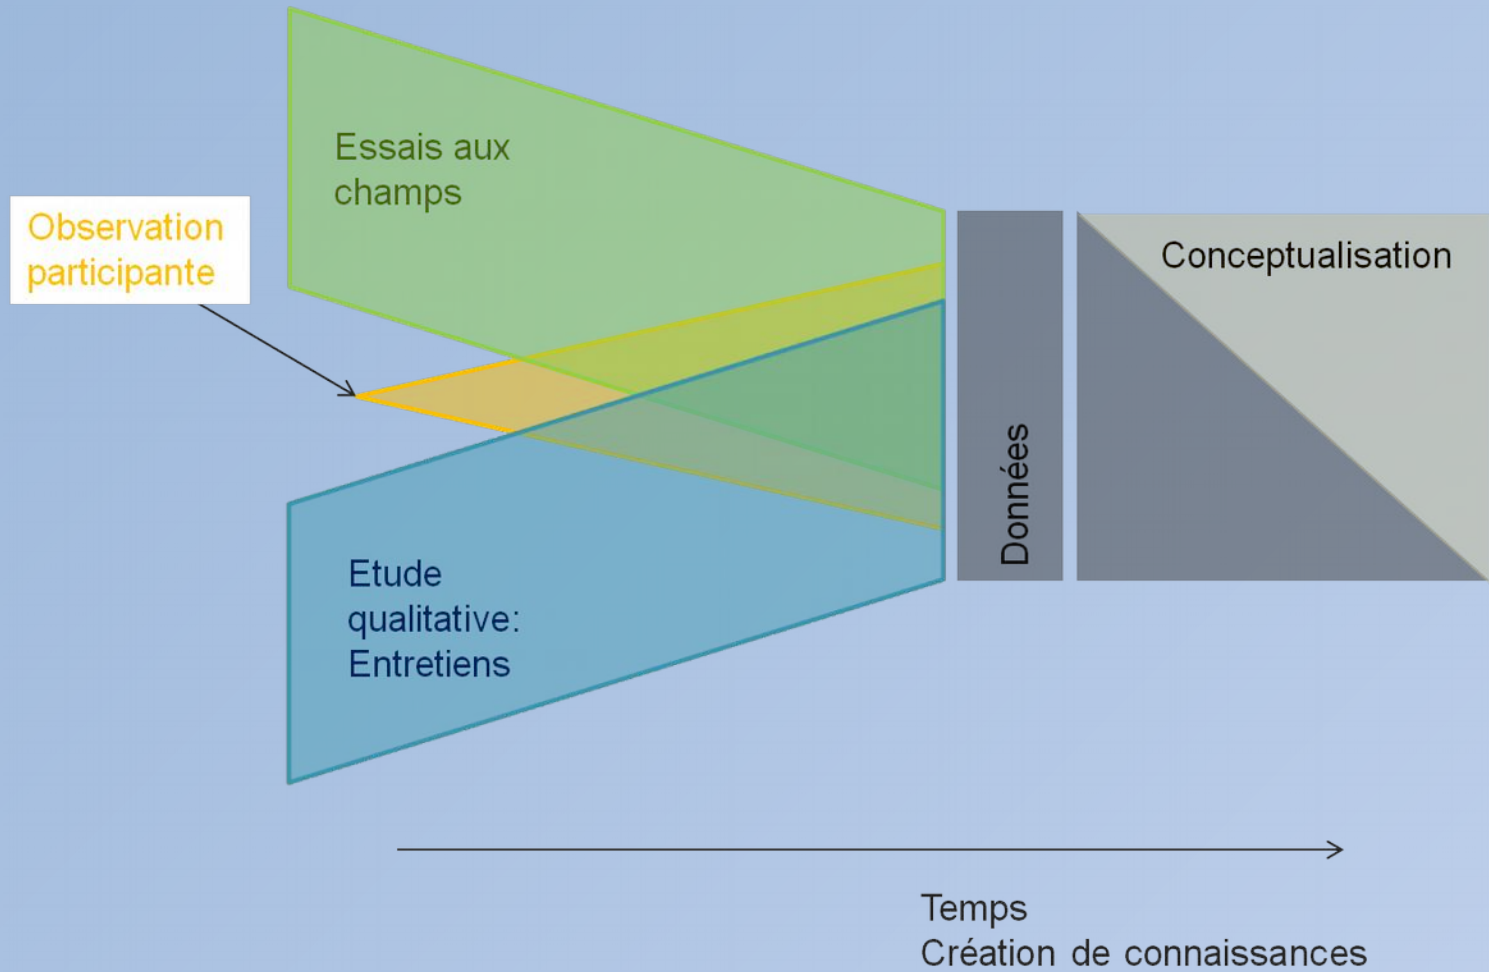 Essais aux
champs
Observation
participante
Conceptualisation
Données
Etude
qualitative:
Entretiens
Temps
Création de connaissances